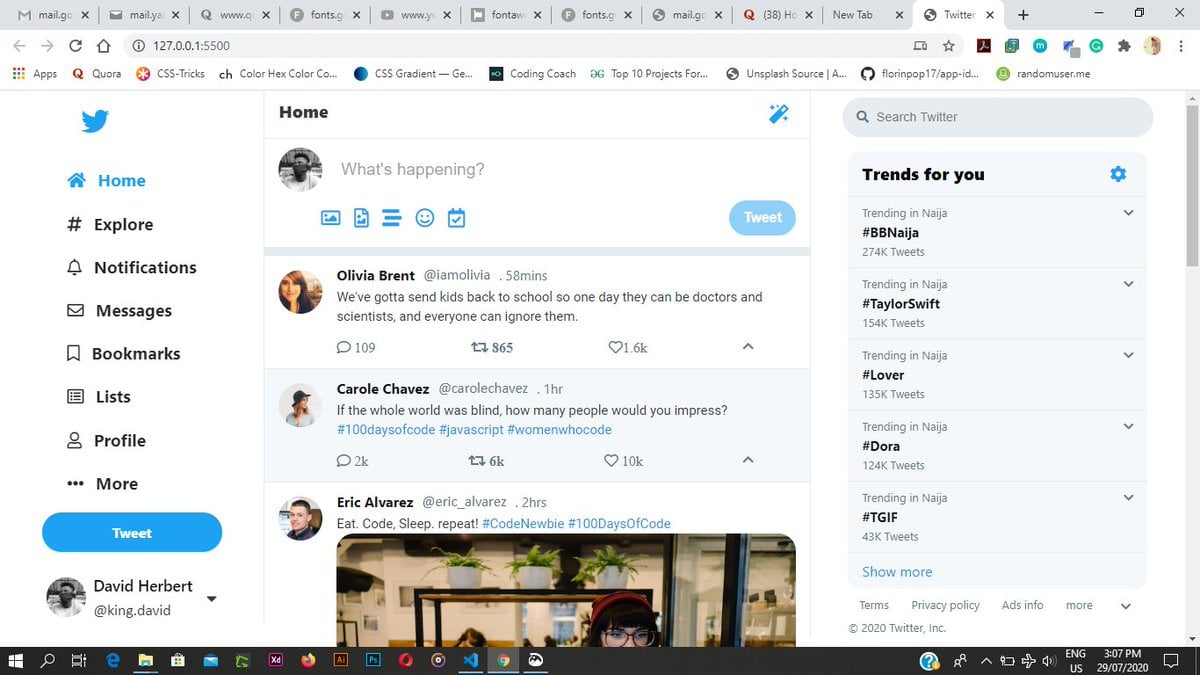 mail.go
mail.ya
www.q
fonts.g
www.y
fontaw
fonts.g
mail.go
(38) Ho
New Tab
Twitter
127.0.0.1:5500
Apps
Quora
CSS-Tricks
ch Color Hex Color Co...
CSS Gradient — Ge...
Coding Coach
GG Top 10 Projects For...
Unsplash Source | A...
florinpop17/app-id...
randomuser.me
Home
Explore
Notifications
Messages
Bookmarks
Lists
Profile
More
Tweet
David Herbert
@king.david
Home
What's happening?
Tweet
Olivia Brent @iamolivia . 58mins
We've gotta send kids back to school so one day they can be doctors and
scientists, and everyone can ignore them.
109 865 1.6k
Carole Chavez @carolechavez . 1hr
If the whole world was blind, how many people would you impress?
#100daysofcode #javascript #womenwhocode
2k 6k 10k
Eric Alvarez @eric_alvarez . 2hrs
Eat. Code, Sleep. repeat! #CodeNewbie #100DaysOfCode
Search Twitter
Trends for you
Trending in Naija
#BBNaija
274K Tweets
Trending in Naija
#TaylorSwift
154K Tweets
Trending in Naija
#Lover
135K Tweets
Trending in Naija
#Dora
124K Tweets
Trending in Naija
#TGIF
43K Tweets
Show more
Terms Privacy policy Ads info more
© 2020 Twitter, Inc.
Xd
Ai
Ps
ENG
US
3:07 PM
29/07/2020